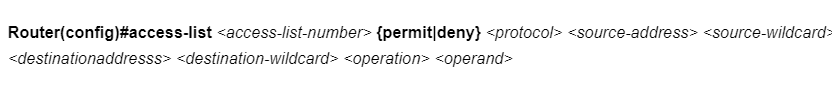 Router(config)#access-list <access-list-number> {permit|deny} <protocol> <source-address> <source-wildcard>
<destinationaddresss> <destination-wildcard> <operation> <operand>